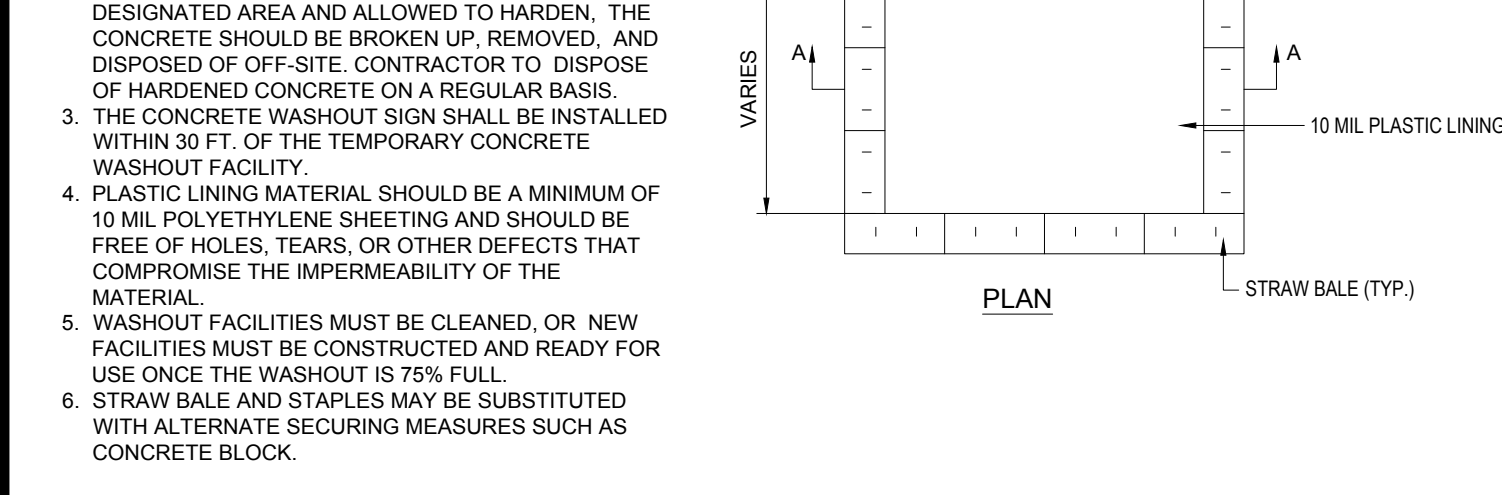 DESIGNATED AREA AND ALLOWED TO HARDEN, THE
CONCRETE SHOULD BE BROKEN UP, REMOVED, AND
DISPOSED OF OFF-SITE. CONTRACTOR TO DISPOSE
OF HARDENED CONCRETE ON A REGULAR BASIS.
3. THE CONCRETE WASHOUT SIGN SHALL BE INSTALLED
WITHIN 30 FT. OF THE TEMPORARY CONCRETE
WASHOUT FACILITY.
4. PLASTIC LINING MATERIAL SHOULD BE A MINIMUM OF
10 MIL POLYETHYLENE SHEETING AND SHOULD BE
FREE OF HOLES, TEARS, OR OTHER DEFECTS THAT
COMPROMISE THE IMPERMEABILITY OF THE
MATERIAL.
5. WASHOUT FACILITIES MUST BE CLEANED, OR NEW
FACILITIES MUST BE CONSTRUCTED AND READY FOR
USE ONCE THE WASHOUT IS 75% FULL.
6. STRAW BALE AND STAPLES MAY BE SUBSTITUTED
WITH ALTERNATE SECURING MEASURES SUCH AS
CONCRETE BLOCK.
VARIES
A
A
10 MIL PLASTIC LINING
STRAW BALE (TYP.)
PLAN